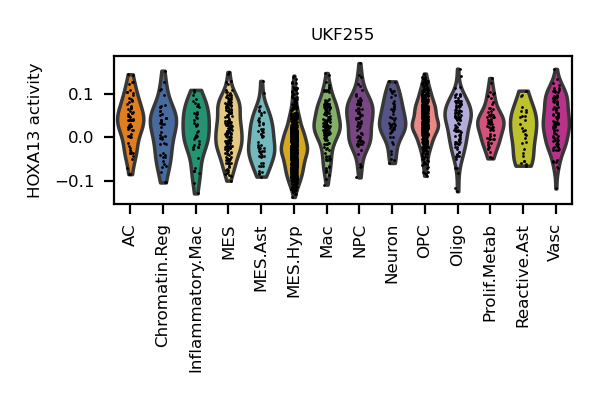 UKF255
HOXA13 activity
0.1
0.0
−0.1
AC
Chromatin.Reg
Inflammatory.Mac
MES
MES.Ast
MES.Hyp
Mac
NPC
Neuron
OPC
Oligo
Prolif.Metab
Reactive.Ast
Vasc